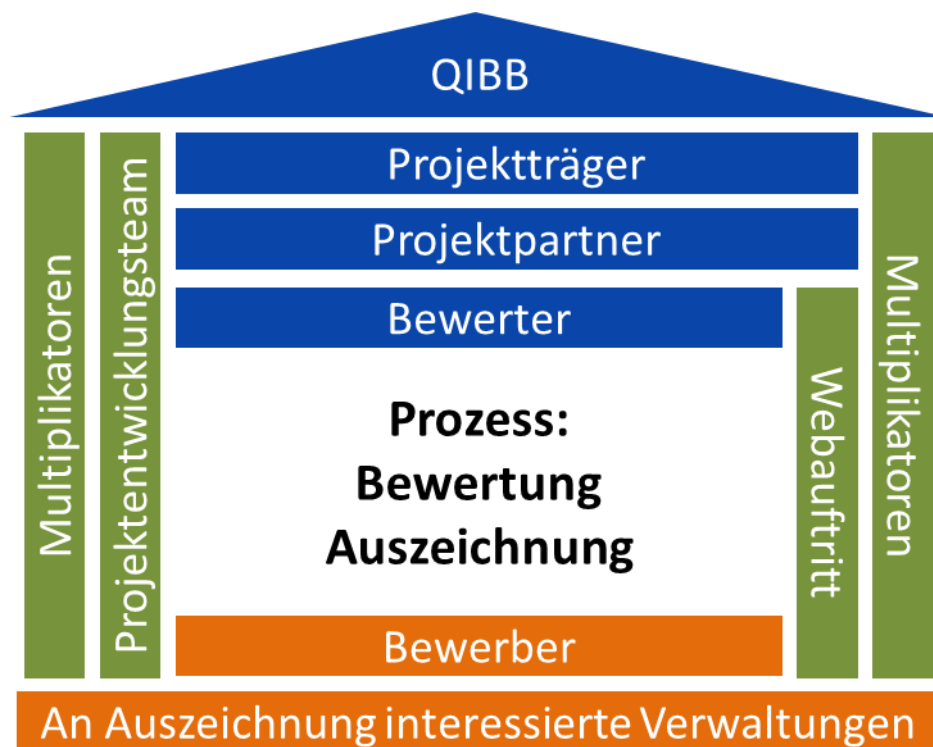 QIBB
Projektträger
Projektpartner
Bewerter
Multiplikatoren
Projektentwicklungsteam
Prozess:
Bewertung
Auszeichnung
Webauftritt
Multiplikatoren
Bewerber
An Auszeichnung interessierte Verwaltungen